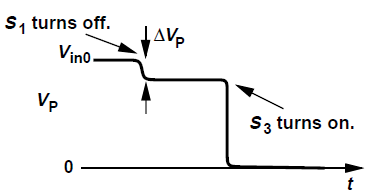 S1 turns off.
ΔVP
Vin0
VP
S3 turns on.
0
t